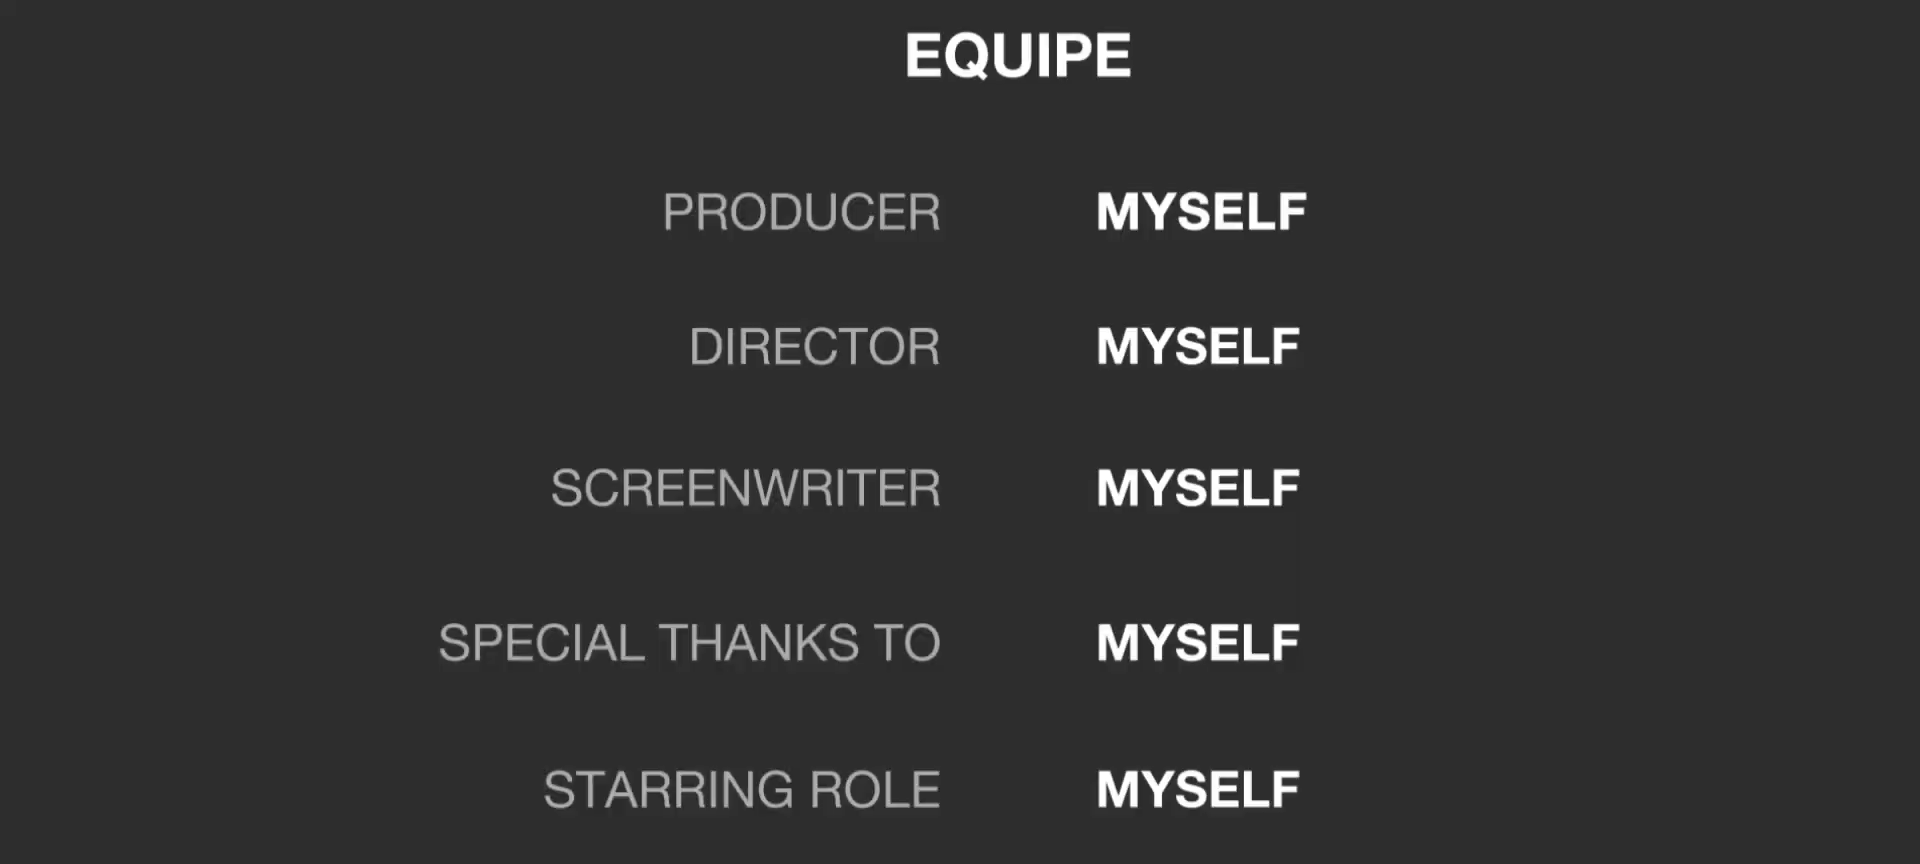 EQUIPE
PRODUCER MYSELF
DIRECTOR MYSELF
SCREENWRITER MYSELF
SPECIAL THANKS TO MYSELF
STARRING ROLE MYSELF